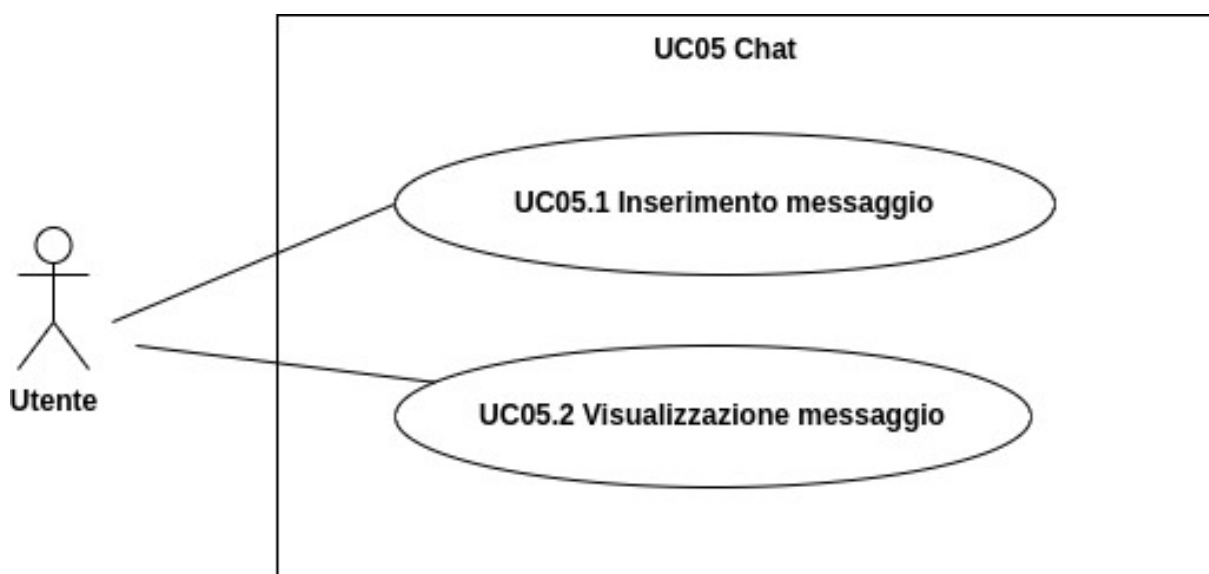 UC05 Chat
UC05.1 Inserimento messaggio
Utente
UC05.2 Visualizzazione messaggio